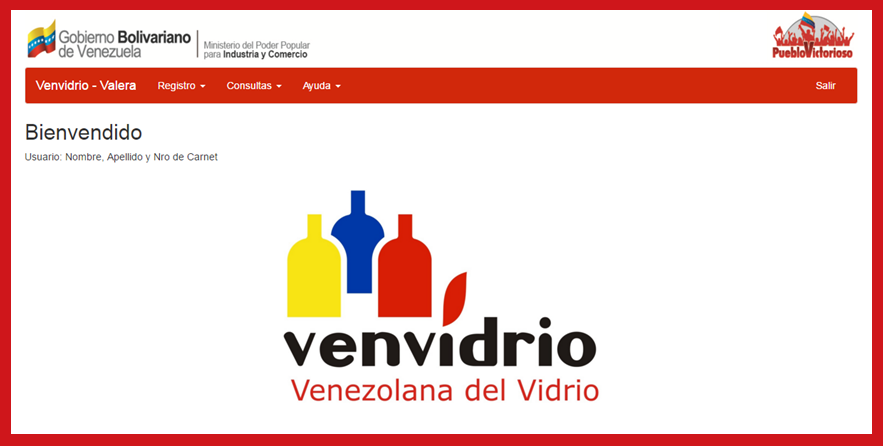 Gobierno Bolivariano
de Venezuela
Ministerio del Poder Popular
para Industria y Comercio
PuebloVictorioso
Venvidrio - Valera
Registro
Consultas
Ayuda
Salir
Bienvendido
Usuario: Nombre, Apellido y Nro de Carnet
venvidrio
Venezolana del Vidrio